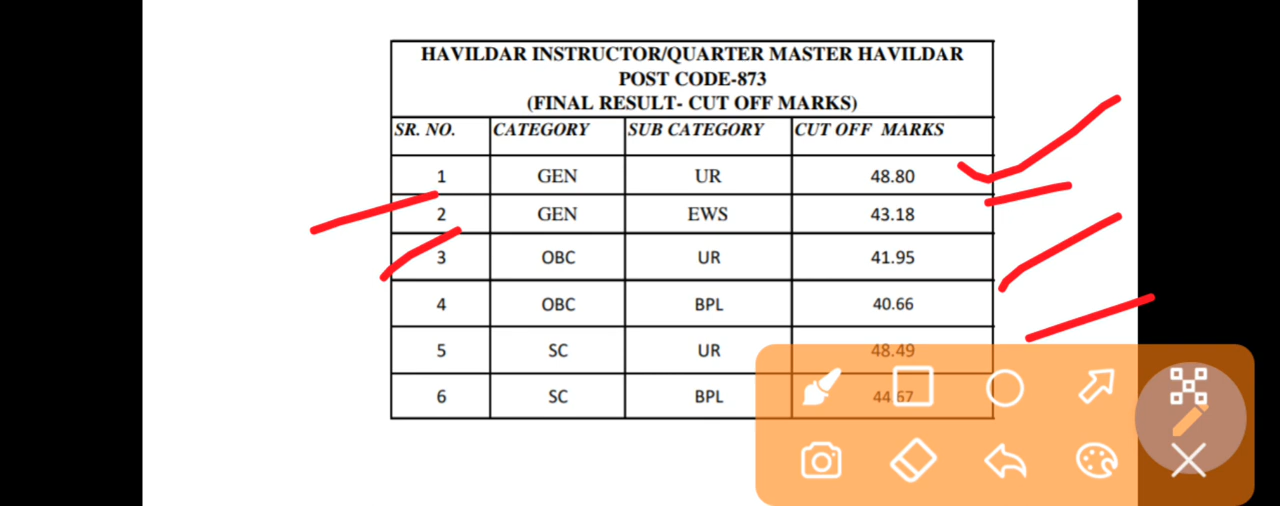 HAVILDAR INSTRUCTOR/QUARTER MASTER HAVILDAR
POST CODE-873
(FINAL RESULT- CUT OFF MARKS)
SR. NO. CATEGORY SUB CATEGORY CUT OFF MARKS
1 GEN UR 48.80
2 GEN EWS 43.18
3 OBC UR 41.95
4 OBC BPL 40.66
5 SC UR 48.49
6 SC BPL 44.67